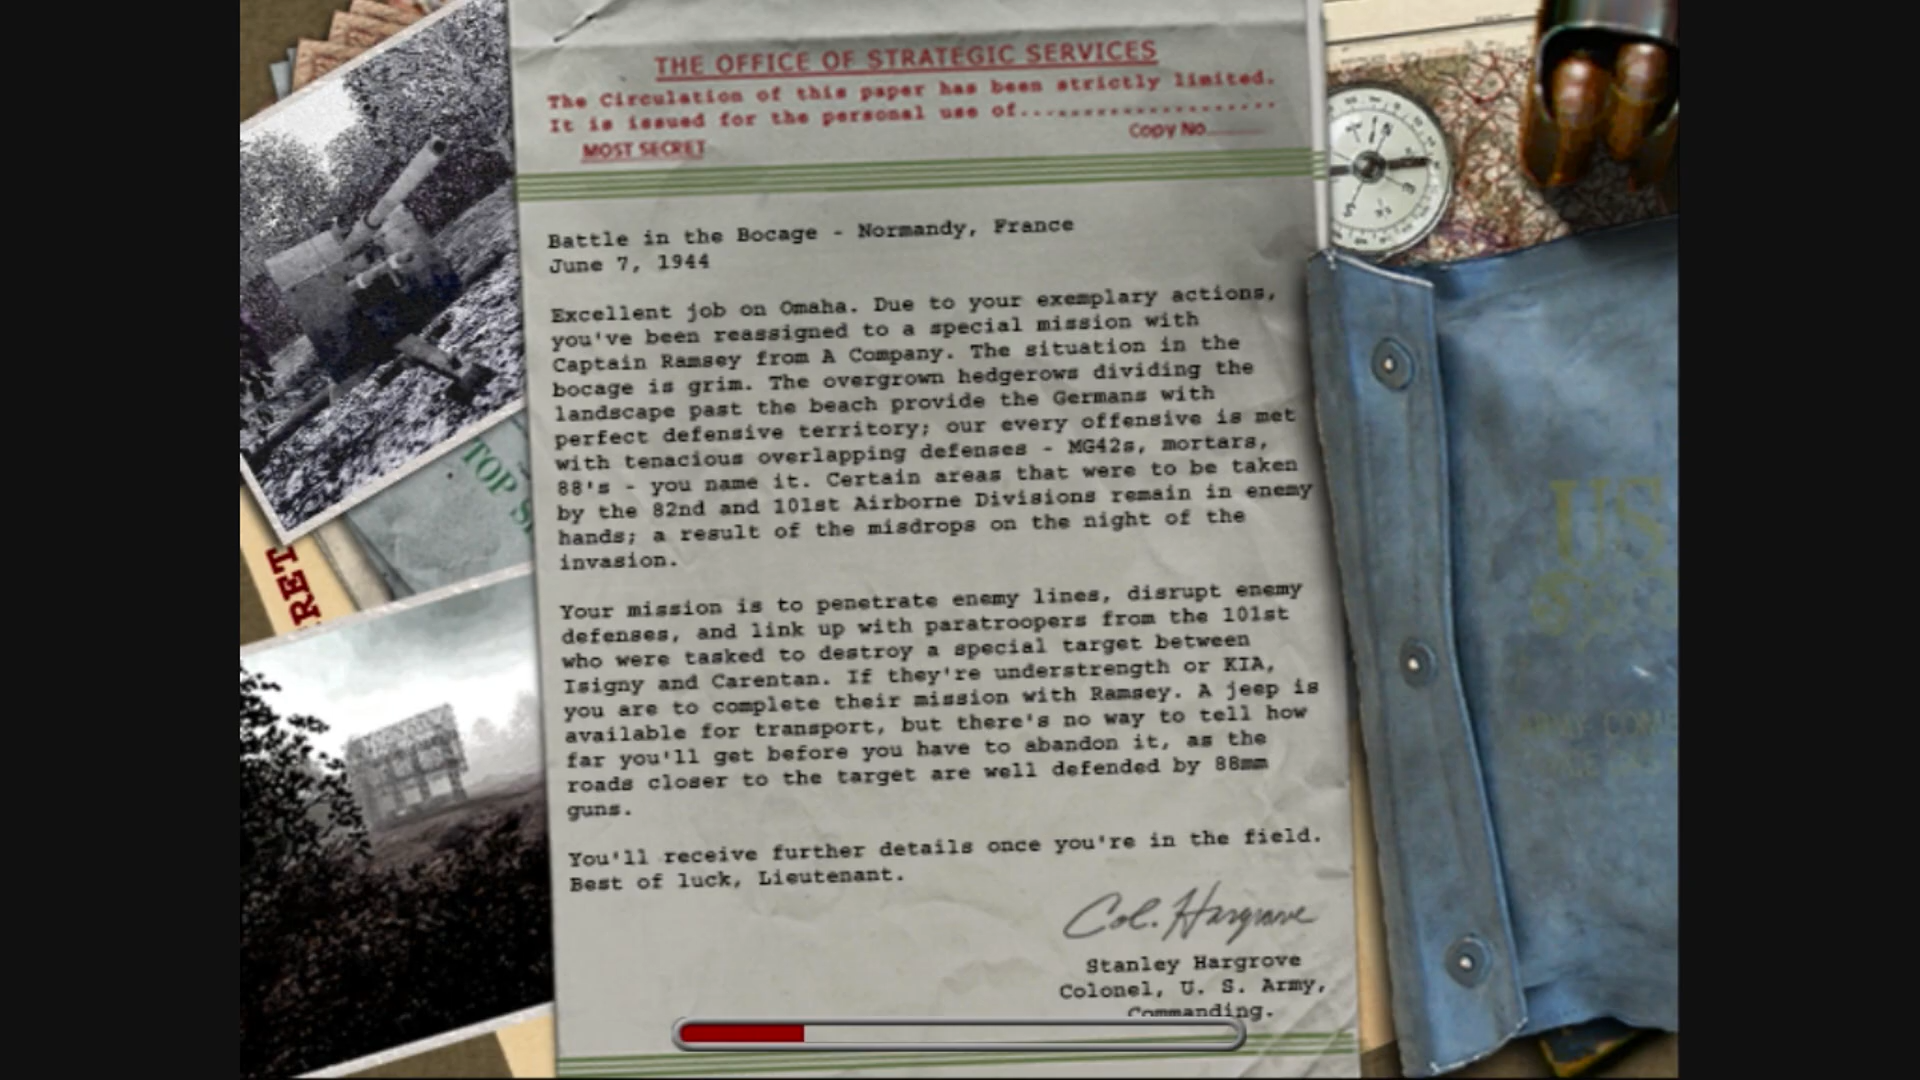 THE OFFICE OF STRATEGIC SERVICES
The Circulation of this paper has been strictly limited.
It is issued for the personal use of......................
Copy No.
MOST SECRET
Battle in the Bocage - Normandy, France
June 7, 1944
Excellent job on Omaha. Due to your exemplary actions,
you've been reassigned to a special mission with
Captain Ramsey from A Company. The situation in the
bocage is grim. The overgrown hedgerows dividing the
landscape past the beach provide the Germans with
perfect defensive territory; our every offensive is met
with tenacious overlapping defenses - MG42s, mortars,
88's - you name it. Certain areas that were to be taken
by the 82nd and 101st Airborne Divisions remain in enemy
hands; a result of the misdrops on the night of the
invasion.
Your mission is to penetrate enemy lines, disrupt enemy
defenses, and link up with paratroopers from the 101st
who were tasked to destroy a special target between
Isigny and Carentan. If they're understrength or KIA,
you are to complete their mission with Ramsey. A jeep is
available for transport, but there's no way to tell how
far you'll get before you have to abandon it, as the
roads closer to the target are well defended by 88mm
guns.
You'll receive further details once you're in the field.
Best of luck, Lieutenant.
Col. Hargrove
Stanley Hargrove
Colonel, U. S. Army,
Commanding.
TOP S
RET
US